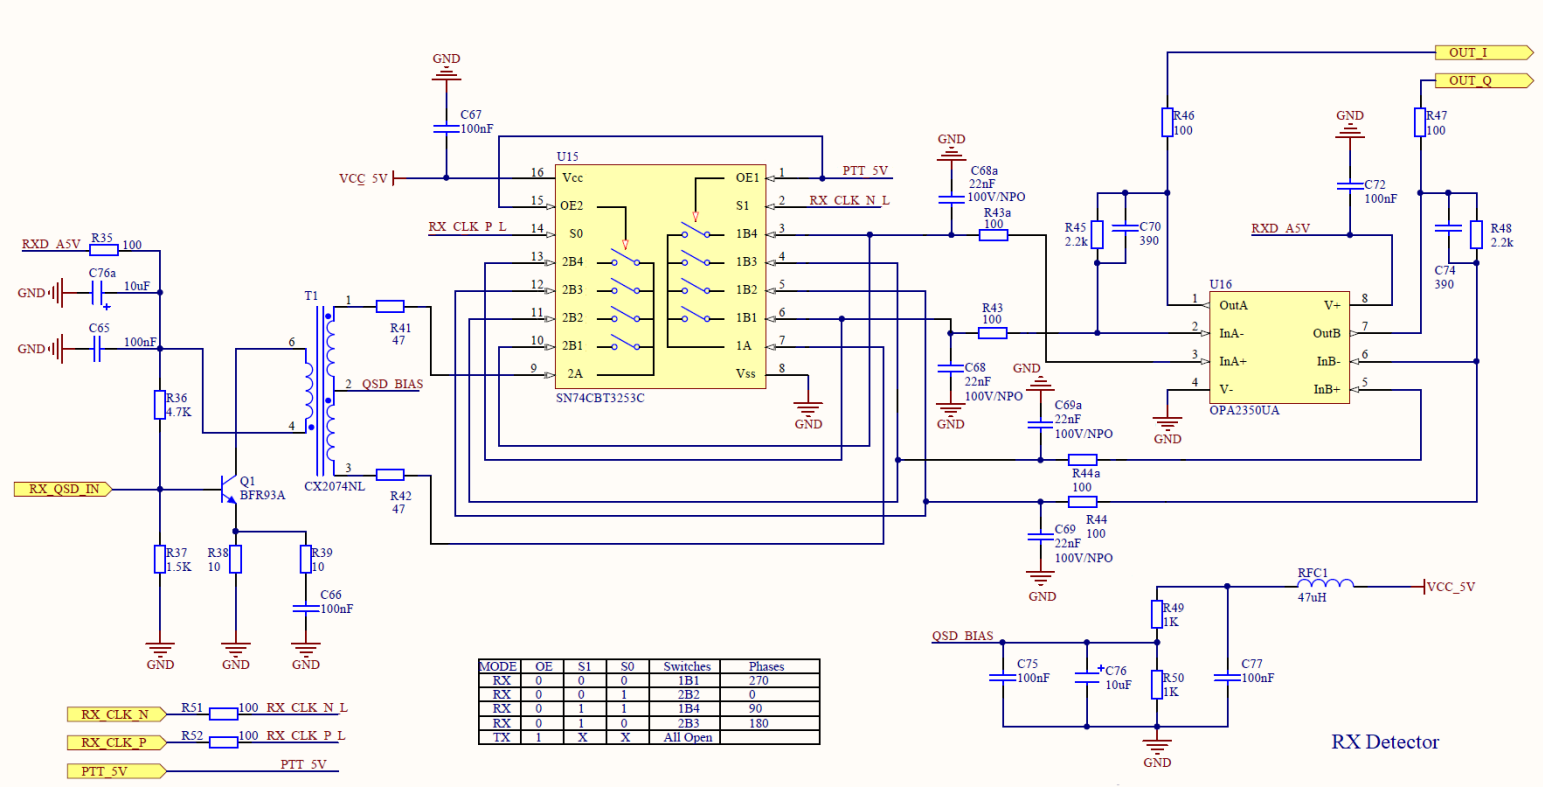 OUT_I
OUT_Q
GND
C67
100nF
VCC_5V
U15
16 Vcc
15 OE2
14 S0
13 2B4
12 2B3
11 2B2
10 2B1
9 2A
OE1 1
S1 2
1B4 3
1B3 4
1B2 5
1B1 6
1A 7
Vss 8
SN74CBT3253C
GND
PTT_5V
RX_CLK_N_L
RX_CLK_P_L
RXD_A5V
R35
100
C76a
10uF
+
GND
C65
100nF
GND
R36
4.7K
RX_QSD_IN
Q1
BFR93A
R37
1.5K
R38
10
R39
10
C66
100nF
GND
GND
GND
T1
6
4
1
2
3
CX2074NL
QSD_BIAS
R41
47
R42
47
GND
C68a
22nF
100V/NPO
R43a
100
R43
100
C68
22nF
100V/NPO
GND
GND
C69a
22nF
100V/NPO
R44a
100
R44
100
C69
22nF
100V/NPO
GND
R46
100
R45
2.2k
C70
390
GND
C72
100nF
RXD_A5V
R47
100
R48
2.2k
C74
390
U16
1 OutA
2 InA-
3 InA+
4 V-
V+ 8
OutB 7
InB- 6
InB+ 5
OPA2350UA
GND
RFC1
47uH
VCC_5V
R49
1K
QSD_BIAS
C75
100nF
+
C76
10uF
R50
1K
C77
100nF
GND
RX Detector
MODE OE S1 S0 Switches Phases
RX 0 0 0 1B1 270
RX 0 0 1 2B2 0
RX 0 1 1 1B4 90
RX 0 1 0 2B3 180
TX 1 X X All Open
RX_CLK_N R51 100 RX_CLK_N_L
RX_CLK_P R52 100 RX_CLK_P_L
PTT_5V PTT_5V